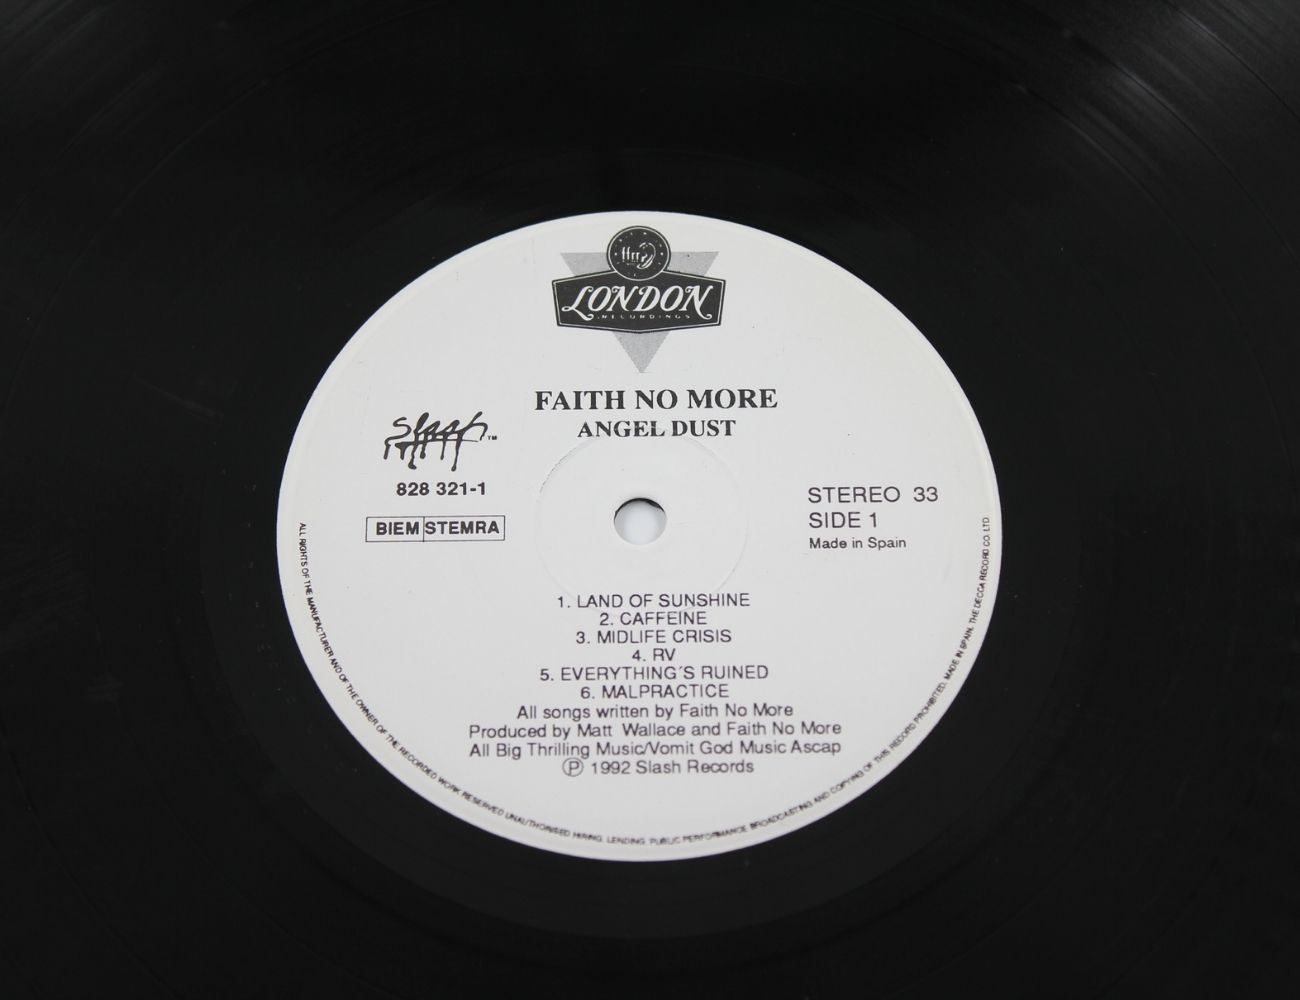 ffrr
LONDON
RECORDINGS
FAITH NO MORE
ANGEL DUST
Slash ™
828 321-1
BIEM STEMRA
STEREO 33
SIDE 1
Made in Spain
1. LAND OF SUNSHINE
2. CAFFEINE
3. MIDLIFE CRISIS
4. RV
5. EVERYTHING´S RUINED
6. MALPRACTICE
All songs written by Faith No More
Produced by Matt Wallace and Faith No More
All Big Thrilling Music/Vomit God Music Ascap
Ⓟ 1992 Slash Records
ALL RIGHTS OF THE MANUFACTURER AND OF THE OWNER OF THE RECORDED WORK RESERVED UNAUTHORISED HIRING. LENDING. PUBLIC PERFORMANCE BROADCASTING AND COPYING OF THIS RECORD PROHIBITED. MADE IN SPAIN. THE DECCA RECORD CO. LTD